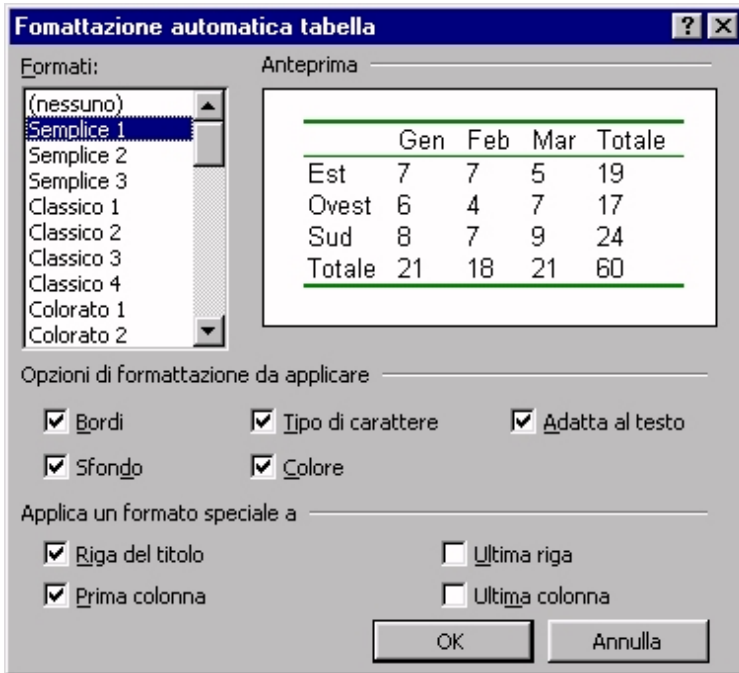 Fomattazione automatica tabella
Formati:
(nessuno)
Semplice 1
Semplice 2
Semplice 3
Classico 1
Classico 2
Classico 3
Classico 4
Colorato 1
Colorato 2
Anteprima
Gen Feb Mar Totale
Est 7 7 5 19
Ovest 6 4 7 17
Sud 8 7 9 24
Totale 21 18 21 60
Opzioni di formattazione da applicare
Bordi Tipo di carattere Adatta al testo
Sfondo Colore
Applica un formato speciale a
Riga del titolo Ultima riga
Prima colonna Ultima colonna
OK Annulla